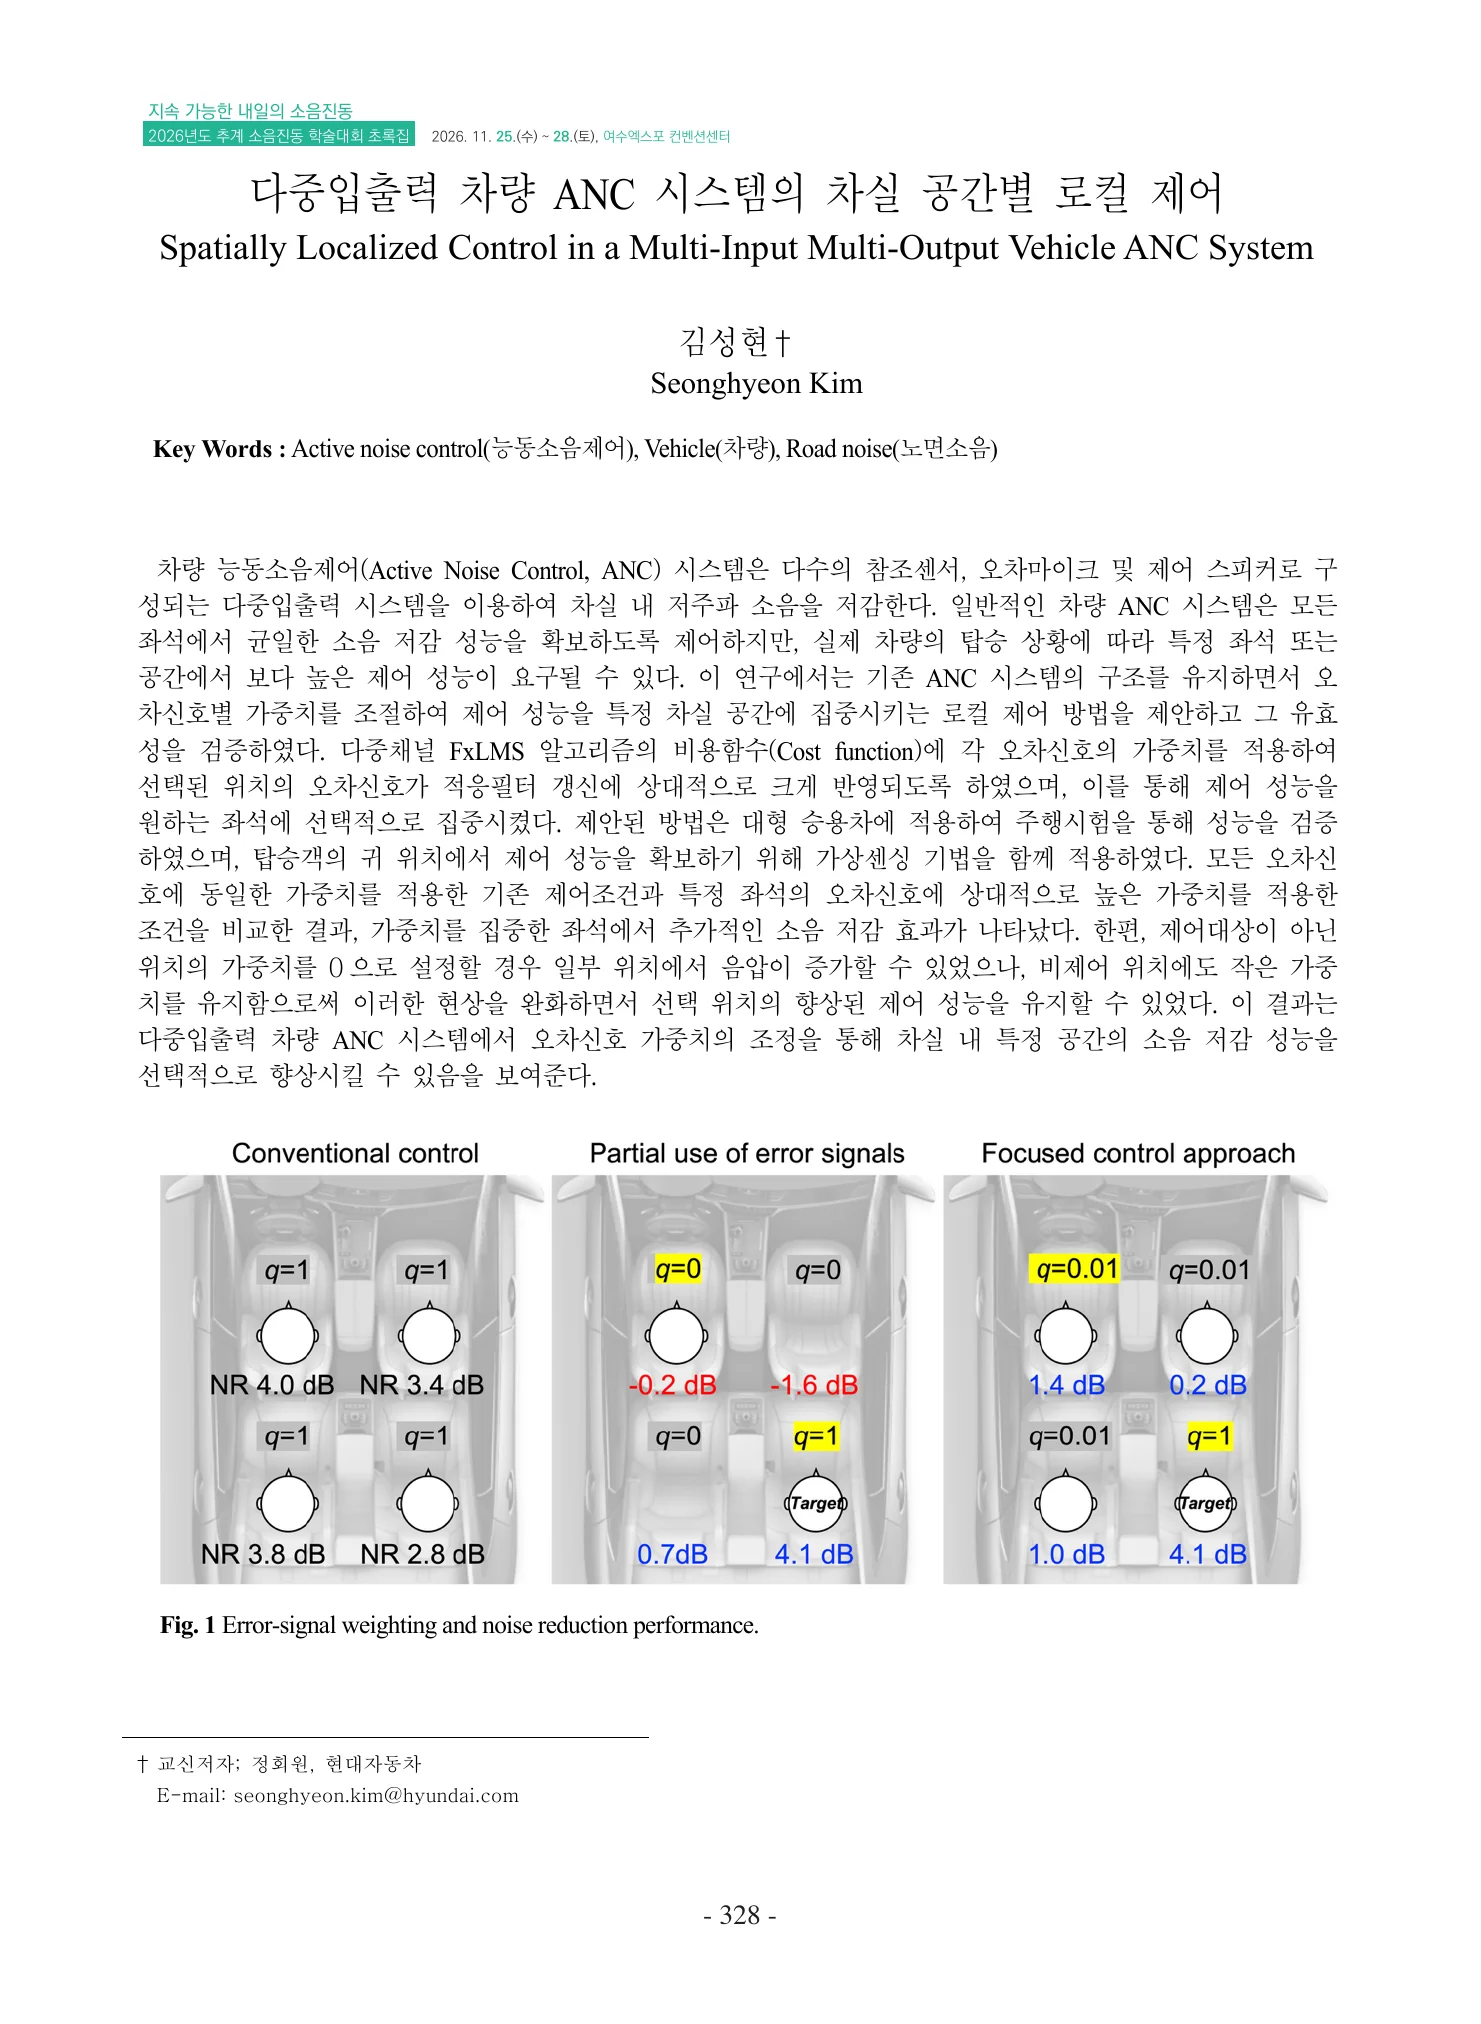 지속 가능한 내일의 소음진동
2026년도 추계 소음진동 학술대회 초록집 2026. 11. 25.(수) ~ 28.(토), 여수엑스포 컨벤션센터
다중입출력 차량 ANC 시스템의 차실 공간별 로컬 제어
Spatially Localized Control in a Multi-Input Multi-Output Vehicle ANC System
김성현†
Seonghyeon Kim
Key Words : Active noise control(능동소음제어), Vehicle(차량), Road noise(노면소음)
차량 능동소음제어(Active Noise Control, ANC) 시스템은 다수의 참조센서, 오차마이크 및 제어 스피커로 구
성되는 다중입출력 시스템을 이용하여 차실 내 저주파 소음을 저감한다. 일반적인 차량 ANC 시스템은 모든
좌석에서 균일한 소음 저감 성능을 확보하도록 제어하지만, 실제 차량의 탑승 상황에 따라 특정 좌석 또는
공간에서 보다 높은 제어 성능이 요구될 수 있다. 이 연구에서는 기존 ANC 시스템의 구조를 유지하면서 오
차신호별 가중치를 조절하여 제어 성능을 특정 차실 공간에 집중시키는 로컬 제어 방법을 제안하고 그 유효
성을 검증하였다. 다중채널 FxLMS 알고리즘의 비용함수(Cost function)에 각 오차신호의 가중치를 적용하여
선택된 위치의 오차신호가 적응필터 갱신에 상대적으로 크게 반영되도록 하였으며, 이를 통해 제어 성능을
원하는 좌석에 선택적으로 집중시켰다. 제안된 방법은 대형 승용차에 적용하여 주행시험을 통해 성능을 검증
하였으며, 탑승객의 귀 위치에서 제어 성능을 확보하기 위해 가상센싱 기법을 함께 적용하였다. 모든 오차신
호에 동일한 가중치를 적용한 기존 제어조건과 특정 좌석의 오차신호에 상대적으로 높은 가중치를 적용한
조건을 비교한 결과, 가중치를 집중한 좌석에서 추가적인 소음 저감 효과가 나타났다. 한편, 제어대상이 아닌
위치의 가중치를 0으로 설정할 경우 일부 위치에서 음압이 증가할 수 있었으나, 비제어 위치에도 작은 가중
치를 유지함으로써 이러한 현상을 완화하면서 선택 위치의 향상된 제어 성능을 유지할 수 있었다. 이 결과는
다중입출력 차량 ANC 시스템에서 오차신호 가중치의 조정을 통해 차실 내 특정 공간의 소음 저감 성능을
선택적으로 향상시킬 수 있음을 보여준다.
Conventional control Partial use of error signals Focused control approach
q=1 q=1 q=0 q=0 q=0.01 q=0.01
NR 4.0 dB NR 3.4 dB -0.2 dB -1.6 dB 1.4 dB 0.2 dB
q=1 q=1 q=0 q=1 q=0.01 q=1
Target Target
NR 3.8 dB NR 2.8 dB 0.7dB 4.1 dB 1.0 dB 4.1 dB
Fig. 1 Error-signal weighting and noise reduction performance.
† 교신저자; 정회원, 현대자동차
E-mail: seonghyeon.kim@hyundai.com
- 328 -